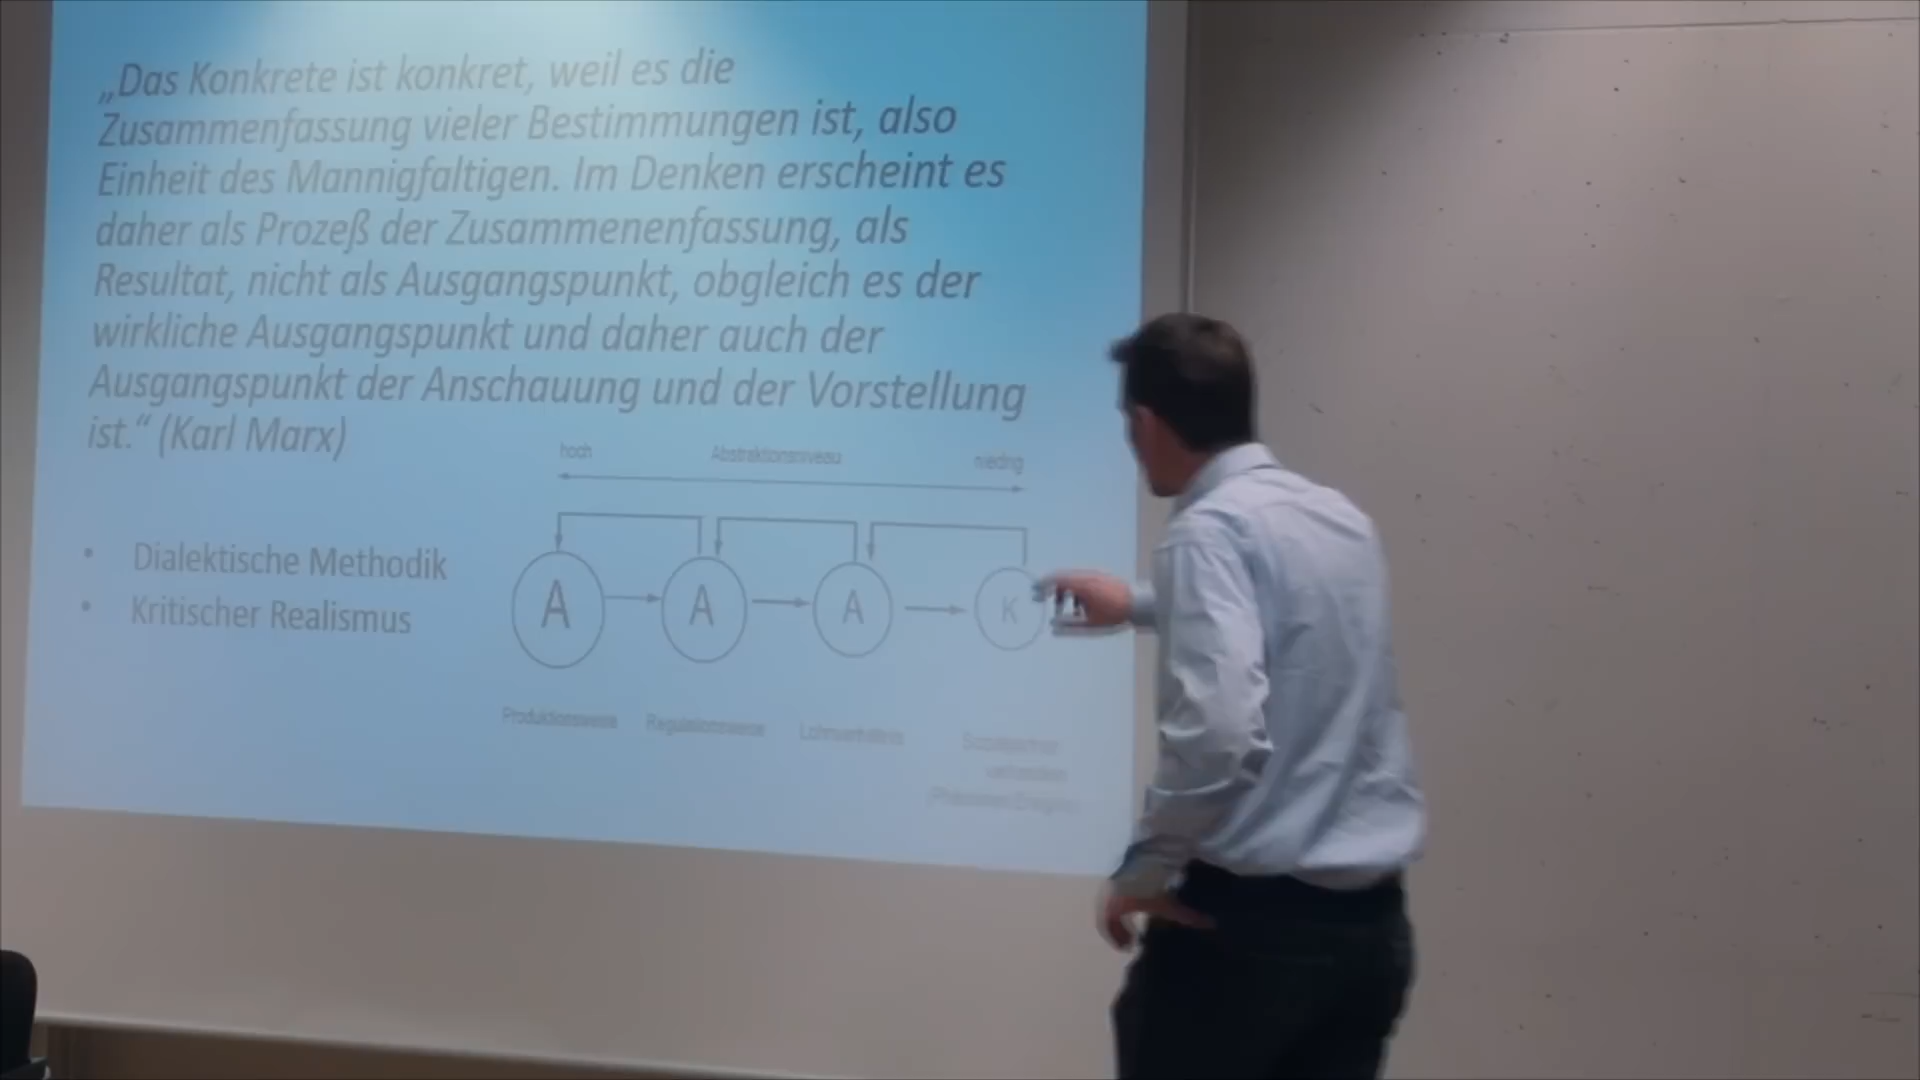 „Das Konkrete ist konkret, weil es die
Zusammenfassung vieler Bestimmungen ist, also
Einheit des Mannigfaltigen. Im Denken erscheint es
daher als Prozeß der Zusammenenfassung, als
Resultat, nicht als Ausgangspunkt, obgleich es der
wirkliche Ausgangspunkt und daher auch der
Ausgangspunkt der Anschauung und der Vorstellung
ist.“ (Karl Marx)
hoch Abstraktionsniveau niedrig
• Dialektische Methodik
• Kritischer Realismus
A A A K
Produktionsweise Regulationsweise Lohnverhältnis